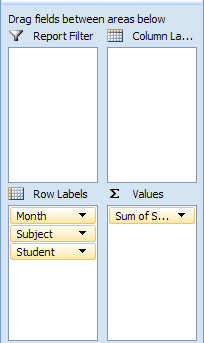 Drag fields between areas below
Report Filter
Column La...
Row Labels
Σ Values
Month
Subject
Student
Sum of S...